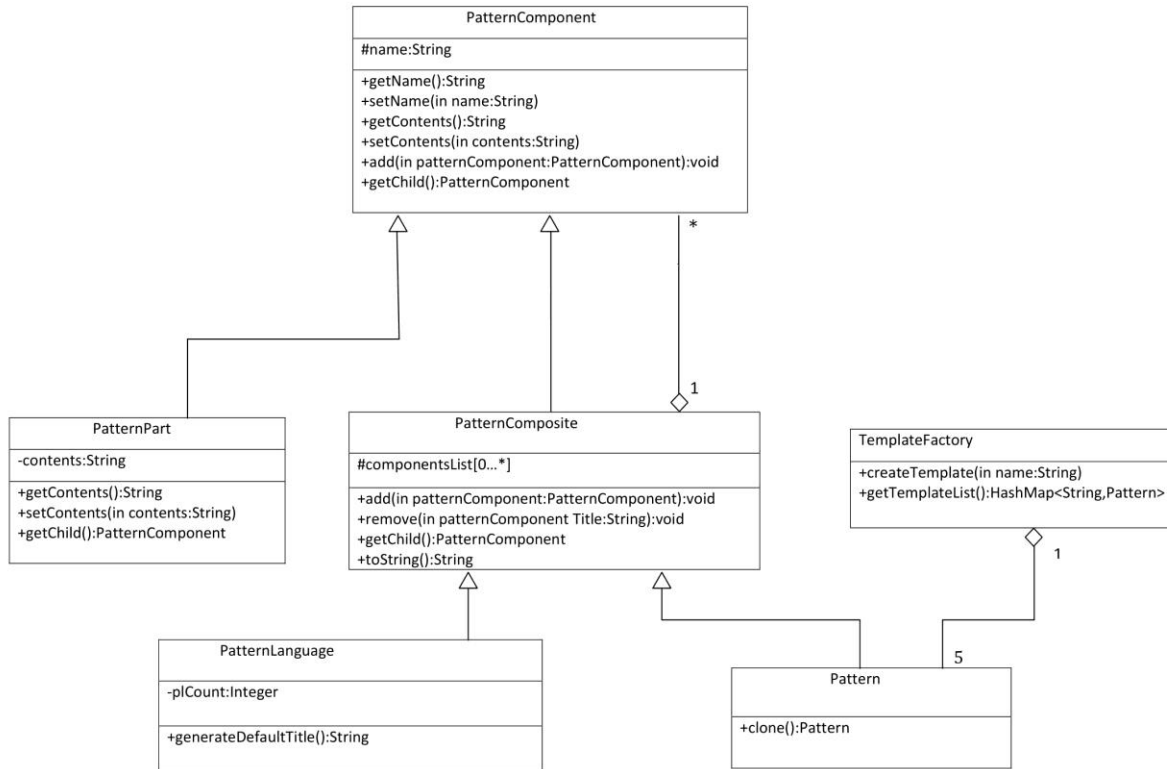 PatternComponent
#name:String
+getName():String
+setName(in name:String)
+getContents():String
+setContents(in contents:String)
+add(in patternComponent:PatternComponent):void
+getChild():PatternComponent
*
1
PatternPart
-contents:String
+getContents():String
+setContents(in contents:String)
+getChild():PatternComponent
PatternComposite
#componentsList[0...*]
+add(in patternComponent:PatternComponent):void
+remove(in patternComponent Title:String):void
+getChild():PatternComponent
+toString():String
TemplateFactory
+createTemplate(in name:String)
+getTemplateList():HashMap<String,Pattern>
1
5
PatternLanguage
-plCount:Integer
+generateDefaultTitle():String
Pattern
+clone():Pattern